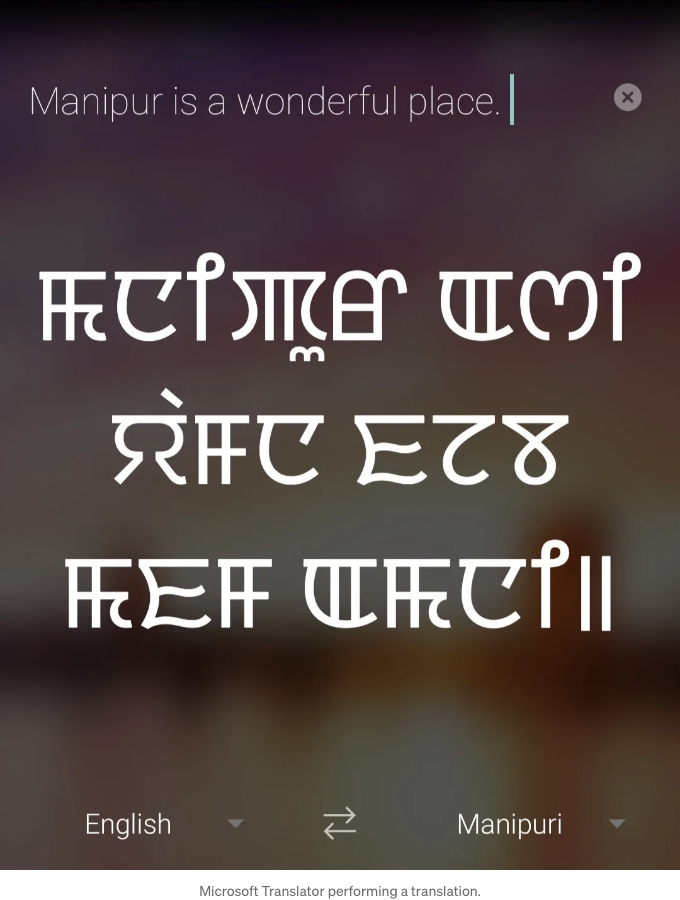 Manipur is a wonderful place.
ꯃꯅꯤꯄꯨꯔ ꯑꯁꯤ
ꯌꯥꯝꯅ ꯐꯖꯕ
ꯃꯐꯝ ꯑꯃꯅꯤ꯫
English Manipuri
Microsoft Translator performing a translation.